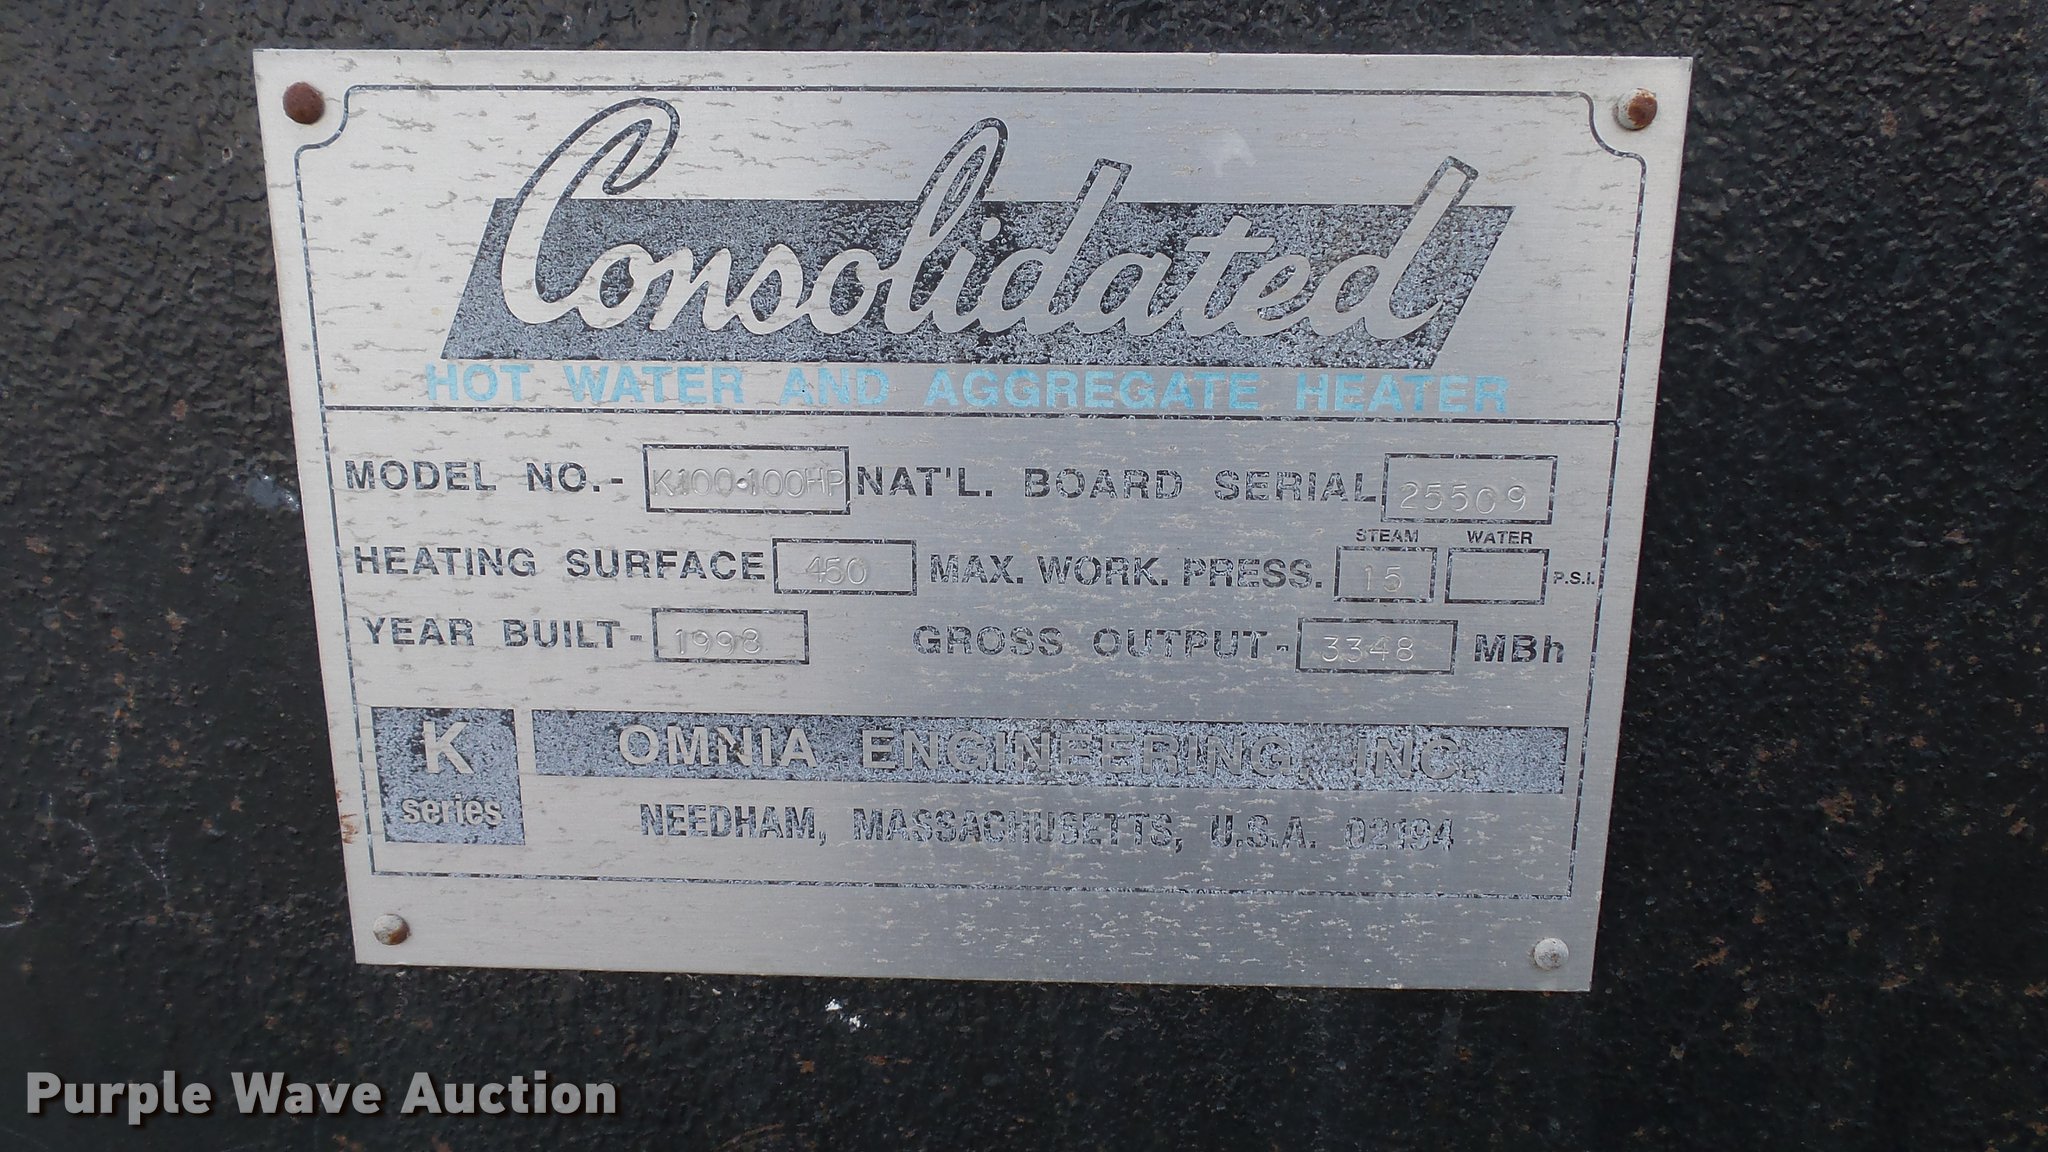 Consolidated
HOT WATER AND AGGREGATE HEATER
MODEL NO.- K100·100HP NAT'L. BOARD SERIAL 25509
STEAM WATER
HEATING SURFACE 450 MAX. WORK. PRESS. 15 P.S.I.
YEAR BUILT- 1998 GROSS OUTPUT- 3348 MBh
K series
OMNIA ENGINEERING, INC.
NEEDHAM, MASSACHUSETTS, U.S.A. 02194
Purple Wave Auction